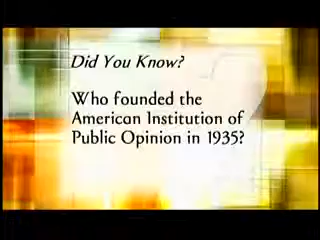 Did You Know?
Who founded the
American Institution of
Public Opinion in 1935?